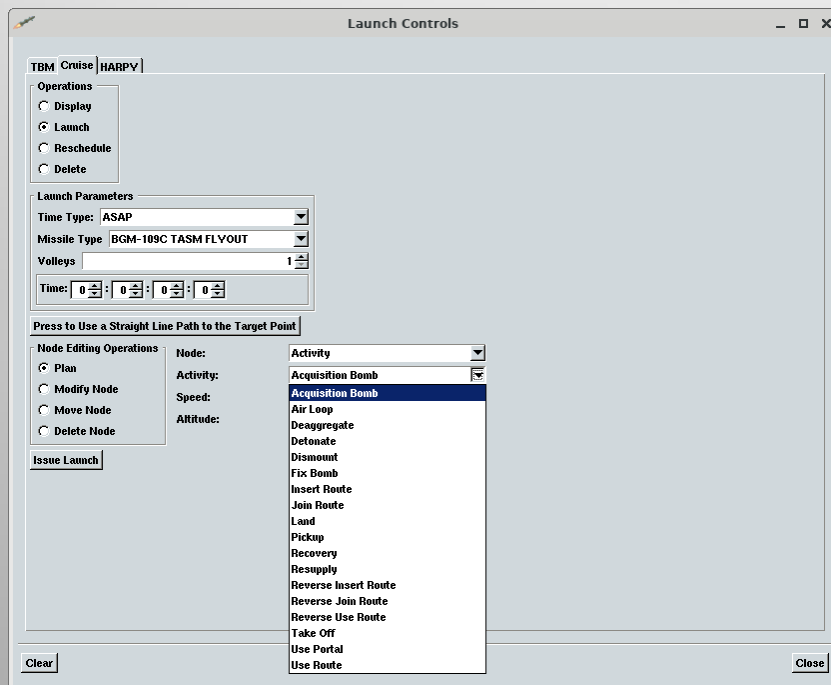 Launch Controls
TBM Cruise HARPY
Operations
Display
Launch
Reschedule
Delete
Launch Parameters
Time Type: ASAP
Missile Type BGM-109C TASM FLYOUT
Volleys 1
Time: 0 : 0 : 0 : 0
Press to Use a Straight Line Path to the Target Point
Node Editing Operations
Plan
Modify Node
Move Node
Delete Node
Issue Launch
Node: Activity
Activity: Acquisition Bomb
Speed:
Altitude:
Acquisition Bomb
Air Loop
Deaggregate
Detonate
Dismount
Fix Bomb
Insert Route
Join Route
Land
Pickup
Recovery
Resupply
Reverse Insert Route
Reverse Join Route
Reverse Use Route
Take Off
Use Portal
Use Route
Clear Close